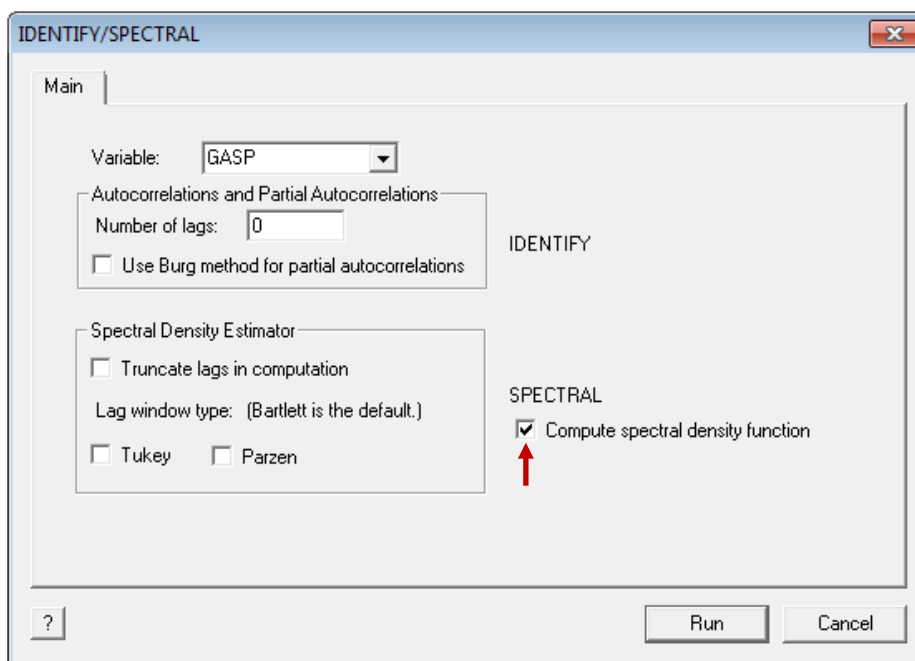 IDENTIFY/SPECTRAL
Main
Variable: GASP
Autocorrelations and Partial Autocorrelations
Number of lags: 0
Use Burg method for partial autocorrelations
IDENTIFY
Spectral Density Estimator
Truncate lags in computation
Lag window type: (Bartlett is the default.)
Tukey Parzen
SPECTRAL
Compute spectral density function
? Run Cancel